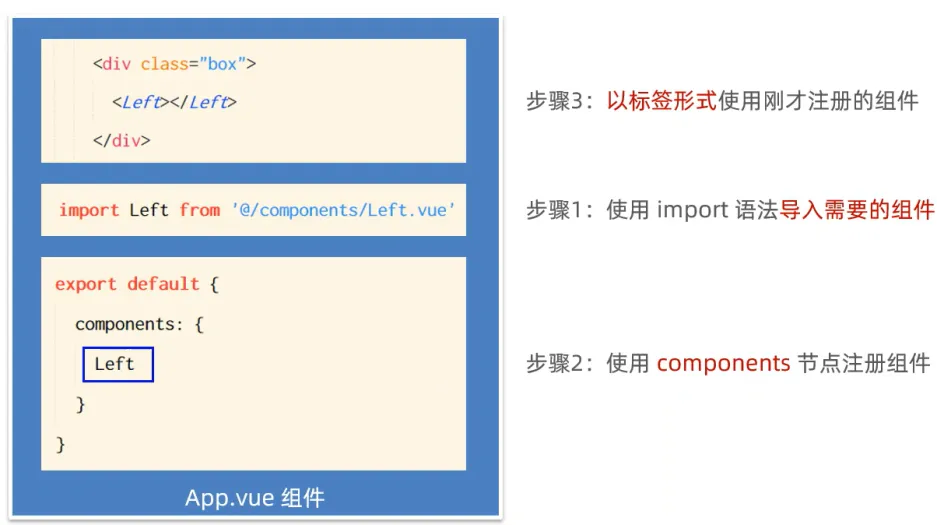 <div class="box">
<Left></Left>
</div>
步骤3：以标签形式使用刚才注册的组件
import Left from '@/components/Left.vue'
步骤1：使用 import 语法导入需要的组件
export default {
components: {
Left
}
}
步骤2：使用 components 节点注册组件
App.vue 组件